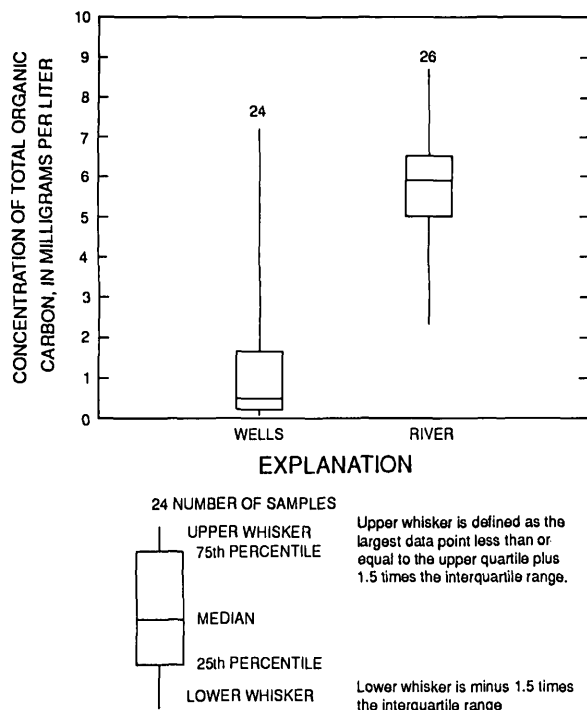 CONCENTRATION OF TOTAL ORGANIC
CARBON, IN MILLIGRAMS PER LITER
10
9
8
7
6
5
4
3
2
1
0
24
26
WELLS
RIVER
EXPLANATION
24 NUMBER OF SAMPLES
UPPER WHISKER
75th PERCENTILE
MEDIAN
25th PERCENTILE
LOWER WHISKER
Upper whisker is defined as the
largest data point less than or
equal to the upper quartile plus
1.5 times the interquartile range.
Lower whisker is minus 1.5 times
the interquartile range